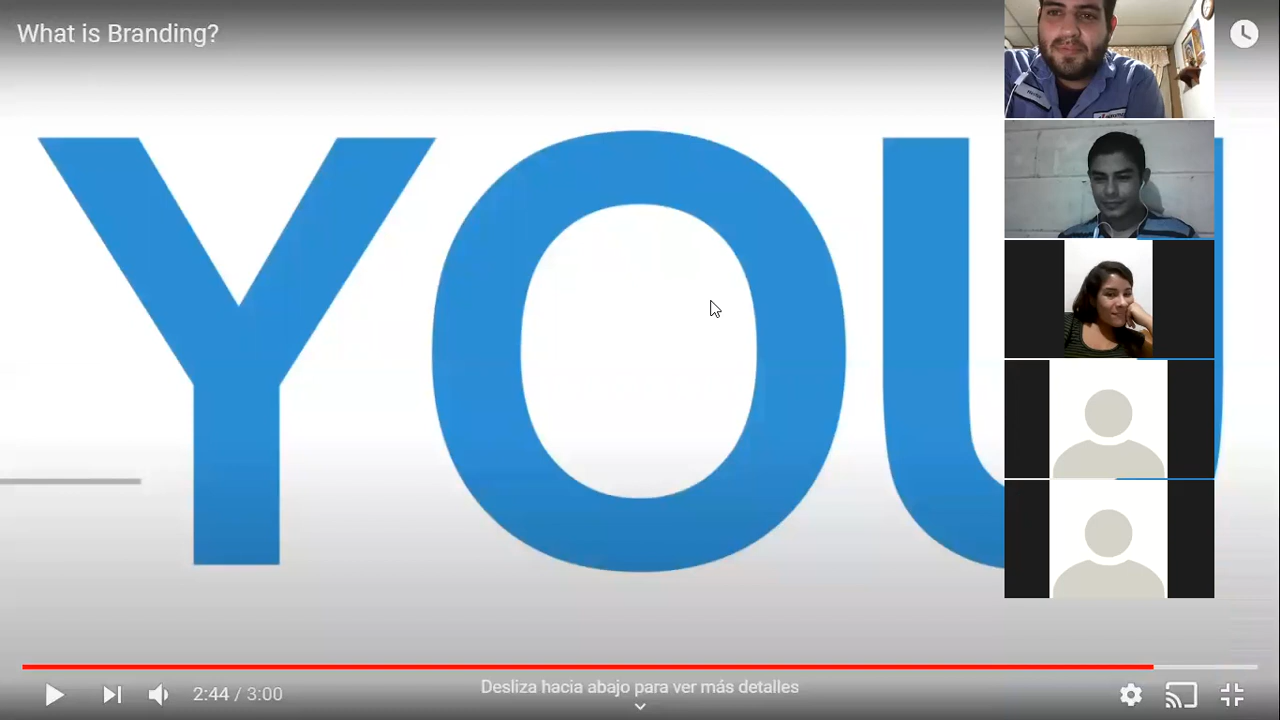 What is Branding?
YOU
2:44 / 3:00
Desliza hacia abajo para ver más detalles